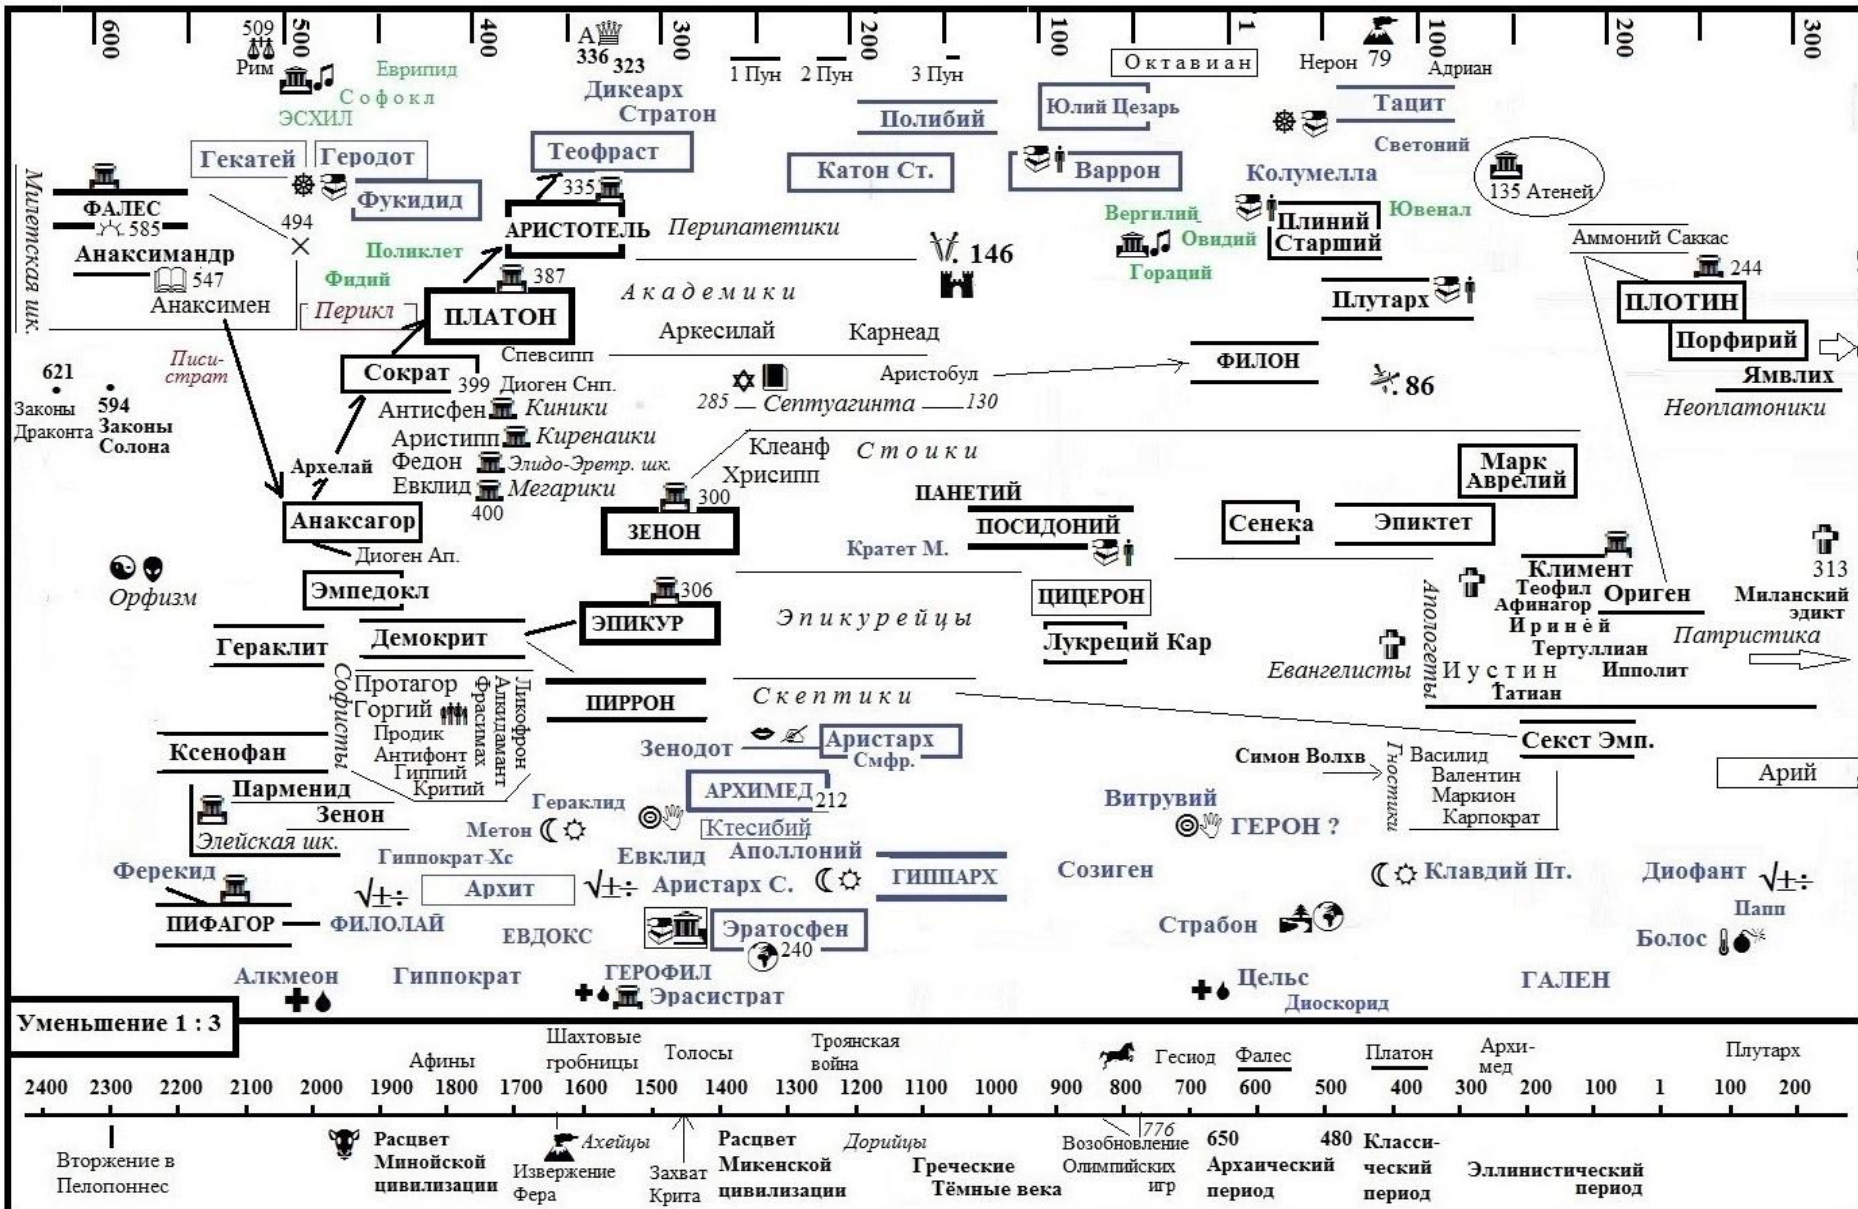 600 500 400 300 200 100 1 100 200 300
509
Рим
А
336 323
1 Пун 2 Пун 3 Пун
Октавиан
Нерон 79
Адриан
Еврипид
Софокл
ЭСХИЛ
Дикеарх
Стратон
Полибий
Юлий Цезарь
Тацит
Светоний
Гекатей
Геродот
Фукидид
Теофраст
335
Катон Ст.
Варрон
Колумелла
135 Атеней
Милетская шк.
ФАЛЕС
585
Анаксимандр
547
Анаксимен
494
Поликлет
Фидий
Перикл
АРИСТОТЕЛЬ
Перипатетики
146
Вергилий
Овидий
Гораций
Плиний
Старший
Ювенал
Аммоний Саккас
244
387
ПЛАТОН
Академики
Аркесилай
Карнеад
Плутарх
ПЛОТИН
Порфирий
Ямвлих
Неоплатоники
Писи-
страт
621
Законы
Драконта
594
Законы
Солона
Сократ
399
Спевсипп
Диоген Снп.
Антисфен
Киники
Аристипп
Киренаики
Федон
Элидо-Эретр. шк.
Евклид
Мегарики
400
Аристобул
285
Септуагинта
130
ФИЛОН
86
Архелай
Анаксагор
Диоген Ап.
Клеанф
Стоики
Хрисипп
300
ЗЕНОН
ПАНЕТИЙ
ПОСИДОНИЙ
Кратет М.
Сенека
Эпиктет
Марк
Аврелий
Орфизм
Эмпедокл
Гераклит
Демокрит
306
ЭПИКУР
Эпикурейцы
ЦИЦЕРОН
Лукреций Кар
Евангелисты
Апологеты
Климент
Теофил
Афинагор
Ириней
Тертуллиан
Иустин
Ипполит
Татиан
Ориген
Патристика
313
Миланский
эдикт
Софисты
Протагор
Горгий
Продик
Антифонт
Гиппий
Критий
Фрасимах
Алкидамант
Ликофрон
ПИРРОН
Скептики
Секст Эмп.
Ксенофан
Парменид
Зенон
Элейская шк.
Зенодот
Аристарх
Смфр.
Симон Волхв
Гностики
Василид
Валентин
Маркион
Карпократ
Арий
Гераклид
Метон
АРХИМЕД
212
Ктесибий
Витрувий
ГЕРОН ?
Ферекид
ПИФАГОР
ФИЛОЛАЙ
Гиппократ Хс
Архит
ЕВДОКС
Евклид
Аполлоний
Аристарх С.
ГИППАРХ
Созиген
Клавдий Пт.
Диофант
√±÷
√±÷
√±÷
Папп
Эратосфен
240
Страбон
Болос
Алкмеон
Гиппократ
ГЕРОФИЛ
Эрасистрат
Цельс
Диоскорид
ГАЛЕН
Уменьшение 1 : 3
Афины
Шахтовые
гробницы
Толосы
Троянская
война
Гесиод
Фалес
Платон
Архи-
мед
Плутарх
2400 2300 2200 2100 2000 1900 1800 1700 1600 1500 1400 1300 1200 1100 1000 900 800 700 600 500 400 300 200 100 1 100 200
Вторжение в
Пелопоннес
Расцвет
Минойской
цивилизации
Ахейцы
Извержение
Фера
Захват
Крита
Расцвет
Микенской
цивилизации
Дорийцы
Греческие
Тёмные века
776
Возобновление
Олимпийских
игр
650 480
Архаический
период
Класси-
ческий
период
Эллинистический
период